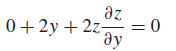 0 + 2y + 2z ∂z/∂y = 0